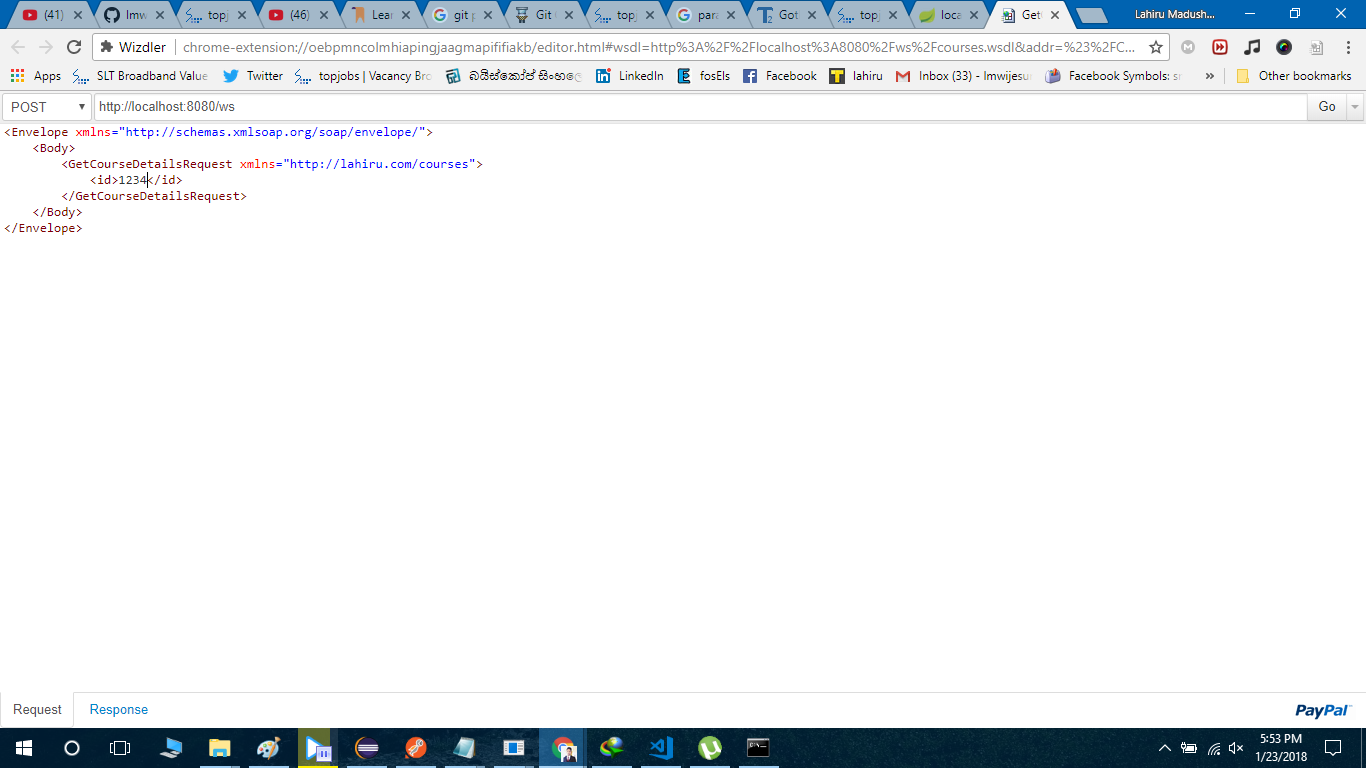 (41)
Imw
topj
(46)
Lear
git p
Git
topj
para
Got
topj
loca
Get
Lahiru Madush...
Wizdler
chrome-extension://oebpmncolmhiapingjaagmapififiakb/editor.html#wsdl=http%3A%2F%2Flocalhost%3A8080%2Fws%2Fcourses.wsdl&addr=%23%2FC...
Apps
SLT Broadband Value
Twitter
topjobs | Vacancy Bro
බයිස්කෝප් සිංහලෙ
LinkedIn
fosEls
Facebook
lahiru
Inbox (33) - lmwijesu
Facebook Symbols: sr
»
Other bookmarks
POST
http://localhost:8080/ws
Go
<Envelope xmlns="http://schemas.xmlsoap.org/soap/envelope/">
<Body>
<GetCourseDetailsRequest xmlns="http://lahiru.com/courses">
<id>1234</id>
</GetCourseDetailsRequest>
</Body>
</Envelope>
Request
Response
PayPal
5:53 PM
1/23/2018